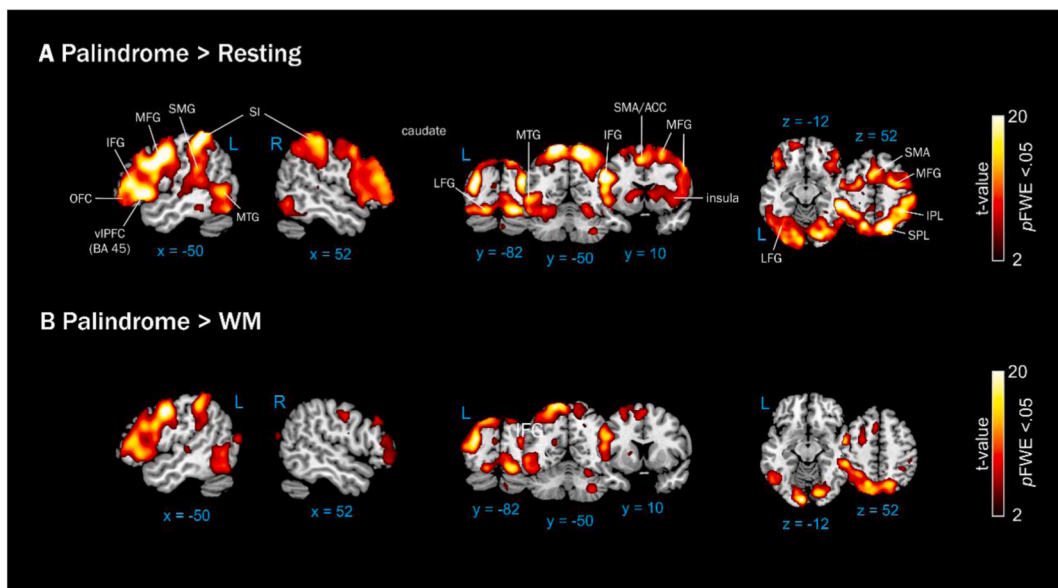 A Palindrome > Resting
SMG
SI
MFG
IFG
OFC
vlPFC
(BA 45)
MTG
L
R
x = -50
x = 52
caudate
SMA/ACC
MTG
IFG
MFG
L
LFG
insula
y = -82
y = -50
y = 10
z = -12
z = 52
SMA
MFG
IPL
SPL
L
LFG
20
t-value
pFWE <.05
2
B Palindrome > WM
L
R
x = -50
x = 52
L
IFG
y = -82
y = -50
y = 10
L
z = -12
z = 52
20
t-value
pFWE <.05
2